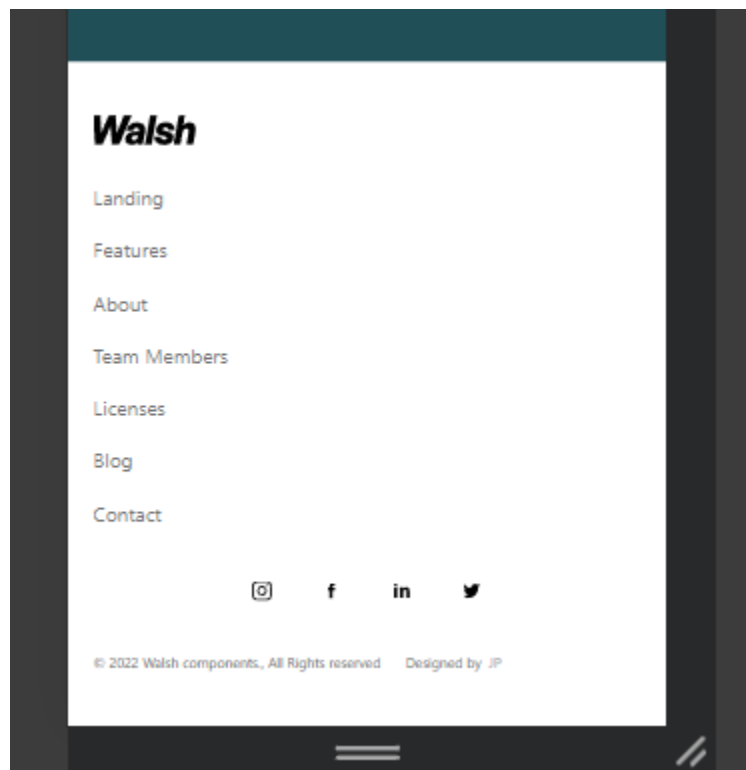 Walsh
Landing
Features
About
Team Members
Licenses
Blog
Contact
f in
© 2022 Walsh components., All Rights reserved Designed by JP